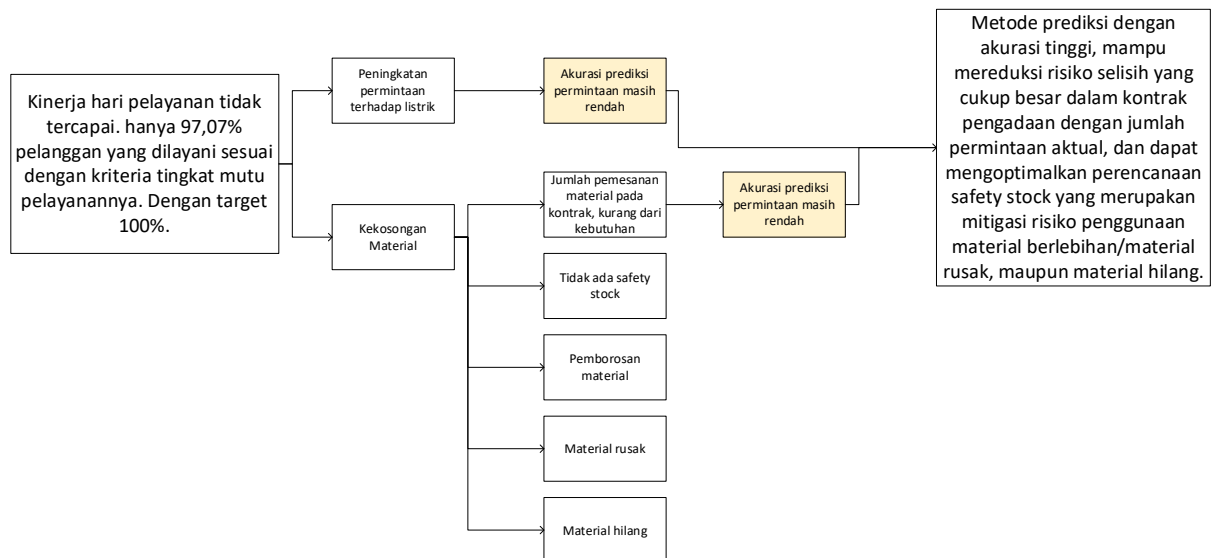 Kinerja hari pelayanan tidak
tercapai. hanya 97,07%
pelanggan yang dilayani sesuai
dengan kriteria tingkat mutu
pelayanannya. Dengan target
100%.
Peningkatan
permintaan
terhadap listrik
Akurasi prediksi
permintaan masih
rendah
Kekosongan
Material
Jumlah pemesanan
material pada
kontrak, kurang dari
kebutuhan
Akurasi prediksi
permintaan masih
rendah
Tidak ada safety
stock
Pemborosan
material
Material rusak
Material hilang
Metode prediksi dengan
akurasi tinggi, mampu
mereduksi risiko selisih yang
cukup besar dalam kontrak
pengadaan dengan jumlah
permintaan aktual, dan dapat
mengoptimalkan perencanaan
safety stock yang merupakan
mitigasi risiko penggunaan
material berlebihan/material
rusak, maupun material hilang.